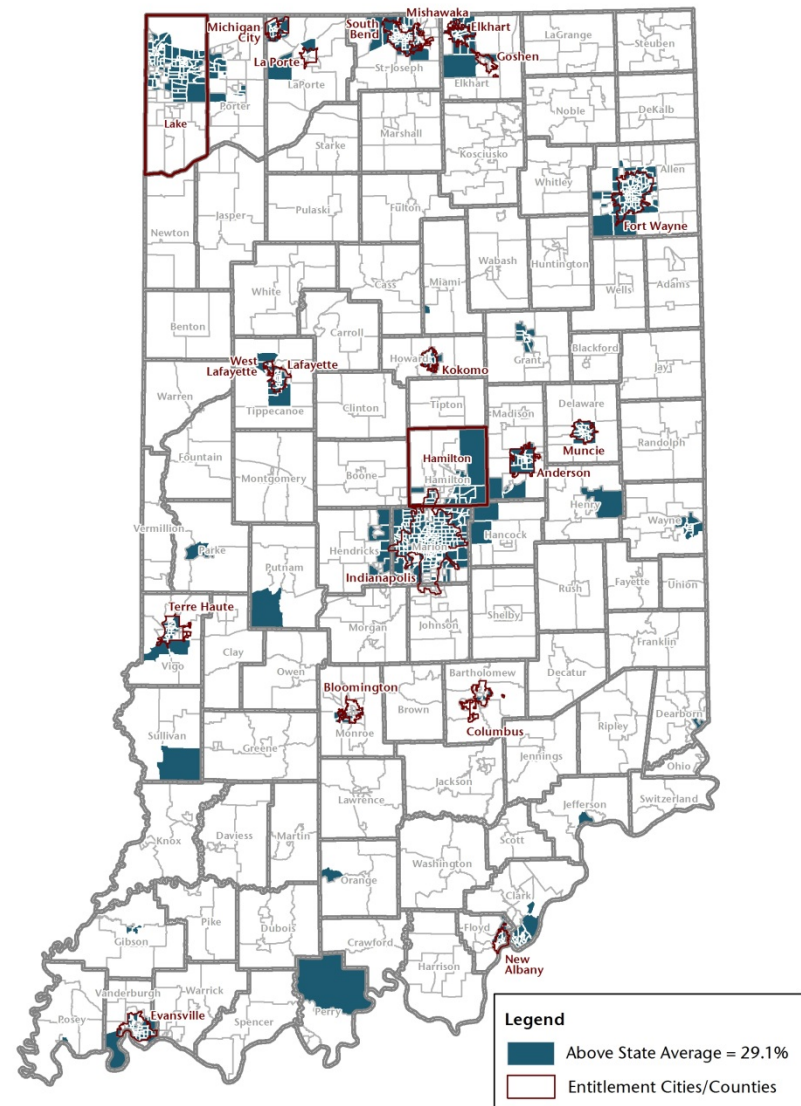 Mishawaka
Michigan
City
South
Bend
Elkhart
LaGrange
Steuben
La Porte
Goshen
St Joseph
LaPorte
Elkhart
Porter
Lake
Noble
DeKalb
Marshall
Starke
Kosciusko
Allen
Whitley
Jasper
Pulaski
Fulton
Newton
Fort Wayne
Wabash
Huntington
Miami
Cass
White
Wells
Adams
Benton
Carroll
Grant
Blackford
West
Lafayette
Lafayette
Howard
Kokomo
Jay
Warren
Tippecanoe
Clinton
Tipton
Madison
Delaware
Randolph
Muncie
Hamilton
Hamilton
Anderson
Fountain
Montgomery
Boone
Henry
Wayne
Vermillion
Hendricks
Marion
Hancock
Parke
Putnam
Indianapolis
Rush
Fayette
Union
Terre Haute
Morgan
Johnson
Shelby
Franklin
Vigo
Clay
Owen
Bartholomew
Decatur
Bloomington
Monroe
Brown
Columbus
Ripley
Dearborn
Sullivan
Greene
Jennings
Ohio
Jackson
Lawrence
Jefferson
Switzerland
Knox
Daviess
Martin
Scott
Washington
Orange
Clark
Pike
Dubois
Gibson
Crawford
Floyd
Harrison
New
Albany
Vanderburgh
Warrick
Evansville
Posey
Spencer
Perry
Legend
Above State Average = 29.1%
Entitlement Cities/Counties